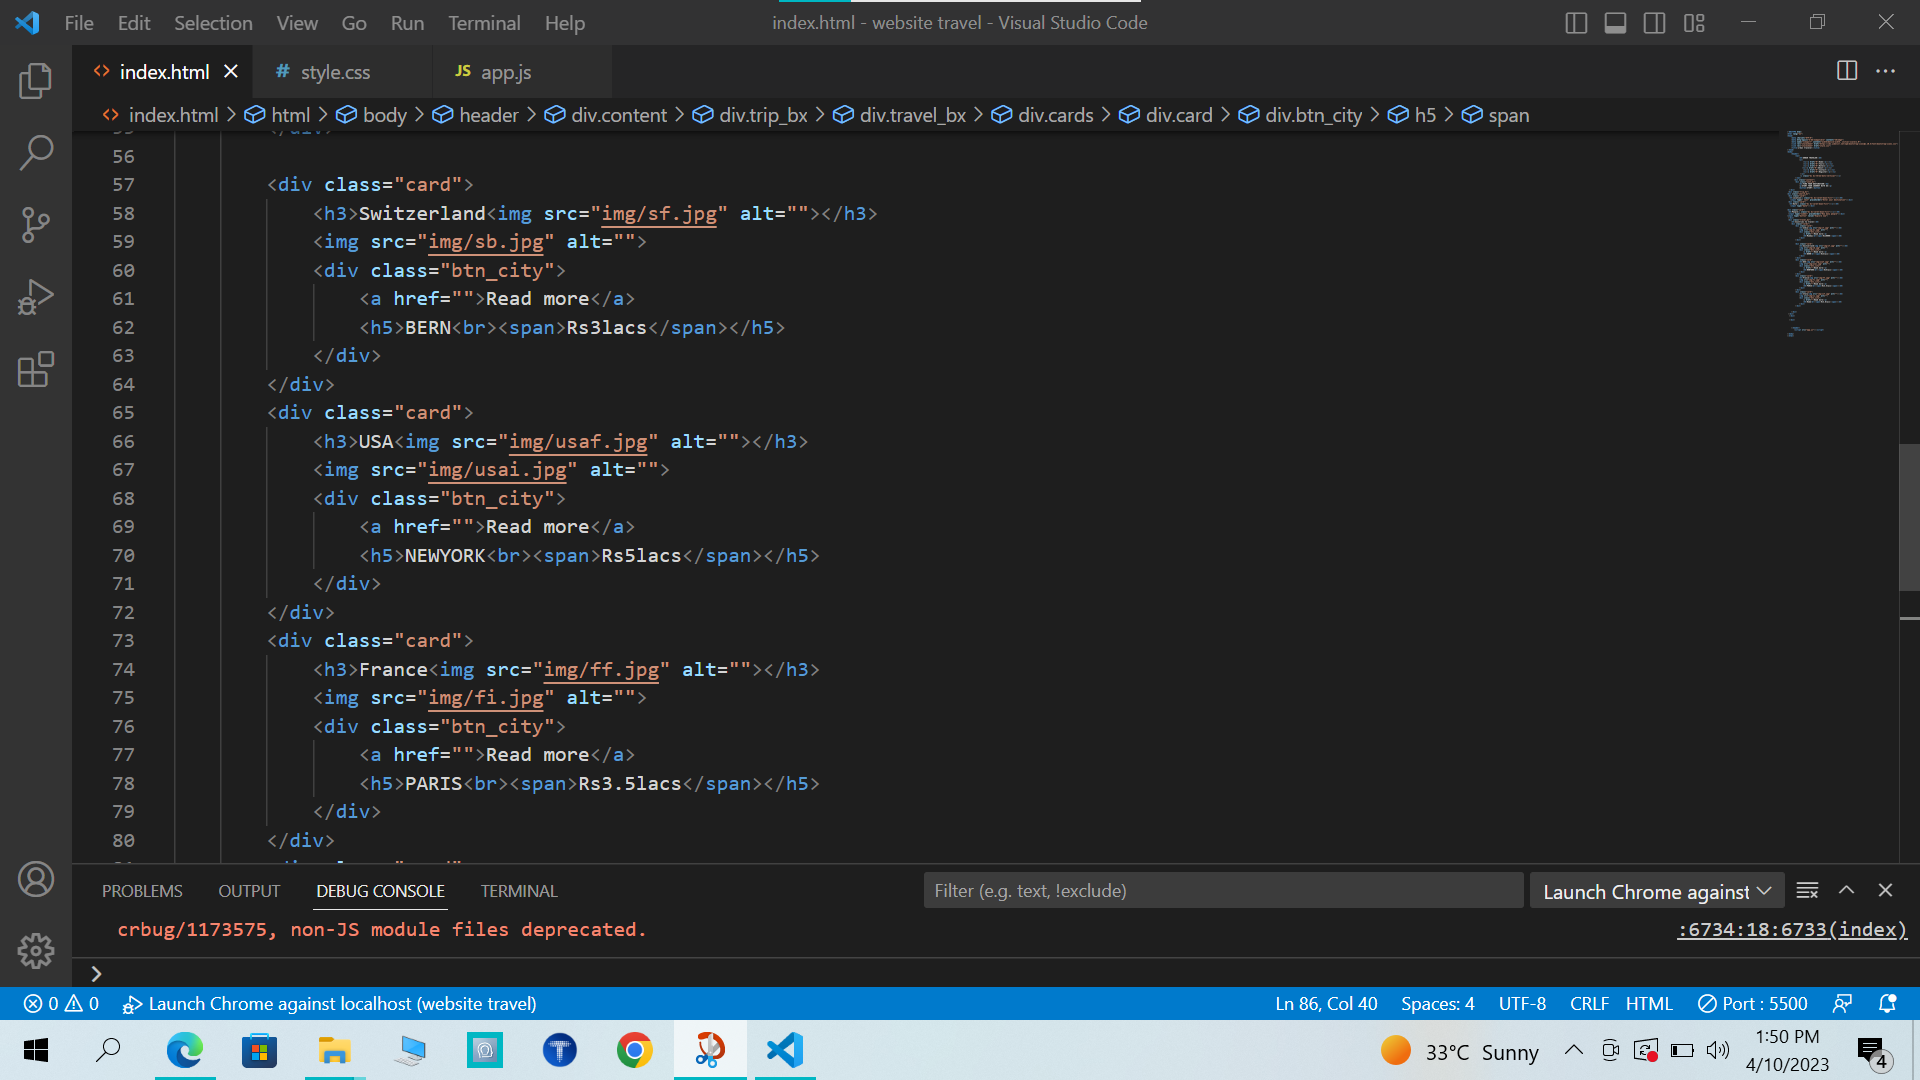 File Edit Selection View Go Run Terminal Help index.html - website travel - Visual Studio Code
index.html # style.css JS app.js
index.html > html > body > header > div.content > div.trip_bx > div.travel_bx > div.cards > div.card > div.btn_city > h5 > span
56
57 <div class="card">
58 <h3>Switzerland<img src="img/sf.jpg" alt=""></h3>
59 <img src="img/sb.jpg" alt="">
60 <div class="btn_city">
61 <a href="">Read more</a>
62 <h5>BERN<br><span>Rs3lacs</span></h5>
63 </div>
64 </div>
65 <div class="card">
66 <h3>USA<img src="img/usaf.jpg" alt=""></h3>
67 <img src="img/usai.jpg" alt="">
68 <div class="btn_city">
69 <a href="">Read more</a>
70 <h5>NEWYORK<br><span>Rs5lacs</span></h5>
71 </div>
72 </div>
73 <div class="card">
74 <h3>France<img src="img/ff.jpg" alt=""></h3>
75 <img src="img/fi.jpg" alt="">
76 <div class="btn_city">
77 <a href="">Read more</a>
78 <h5>PARIS<br><span>Rs3.5lacs</span></h5>
79 </div>
80 </div>
PROBLEMS OUTPUT DEBUG CONSOLE TERMINAL Filter (e.g. text, !exclude) Launch Chrome against
crbug/1173575, non-JS module files deprecated. :6734:18:6733(index)
0 0 Launch Chrome against localhost (website travel) Ln 86, Col 40 Spaces: 4 UTF-8 CRLF HTML Port : 5500
33°C Sunny 1:50 PM
4/10/2023 4